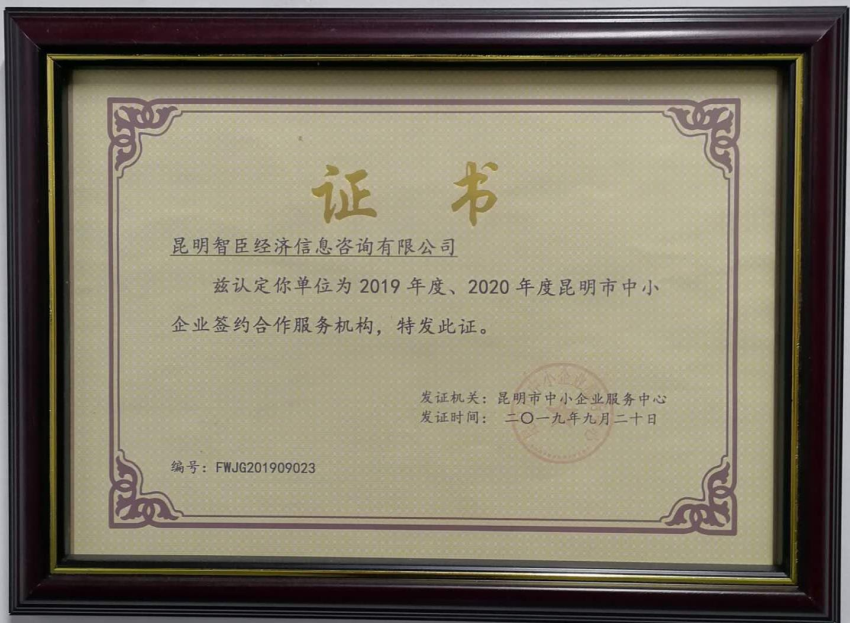 证 书
昆明智臣经济信息咨询有限公司
兹认定你单位为2019年度、2020年度昆明市中小
企业签约合作服务机构，特发此证。
发证机关：昆明市中小企业服务中心
发证时间： 二〇一九年九月二十日
编号：FWJG201909023